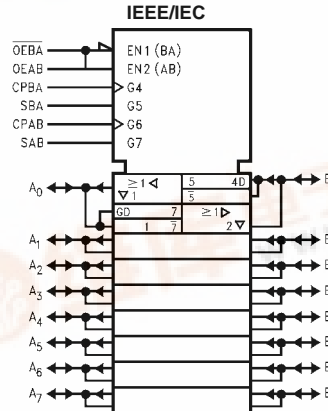 IEEE/IEC
OEBA EN1 (BA)
OEAB EN2 (AB)
CPBA G4
SBA G5
CPAB G6
SAB G7
A0 ≥1 5 4D
1 5
GD 7 ≥1
1 7 2
A1
A2
A3
A4
A5
A6
A7